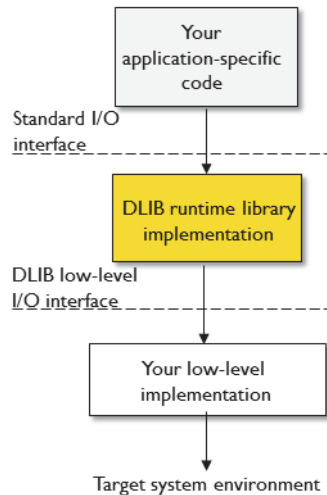 Your
application-specific
code
Standard I/O
interface
DLIB runtime library
implementation
DLIB low-level
I/O interface
Your low-level
implementation
Target system environment